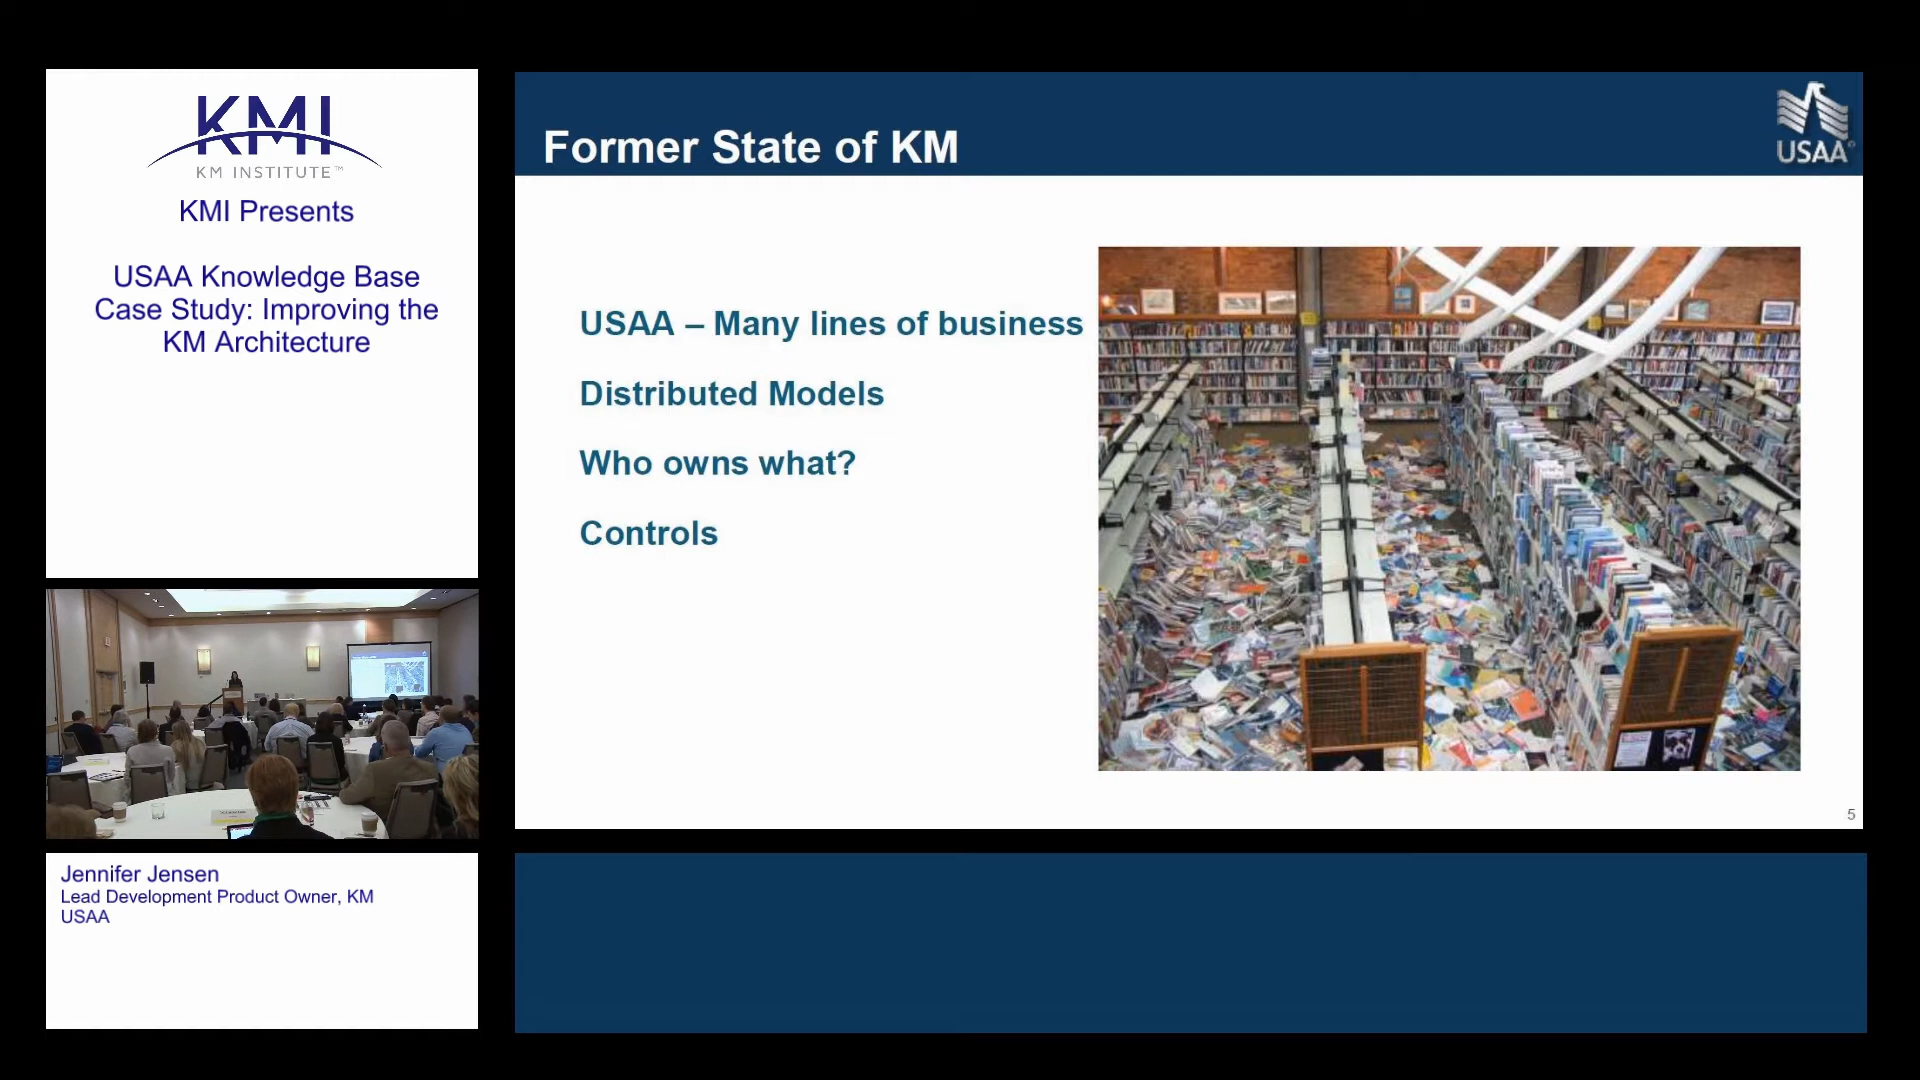 KMI
KM INSTITUTE™
KMI Presents
USAA Knowledge Base
Case Study: Improving the
KM Architecture
Former State of KM
USAA®
USAA – Many lines of business
Distributed Models
Who owns what?
Controls
5
Jennifer Jensen
Lead Development Product Owner, KM
USAA